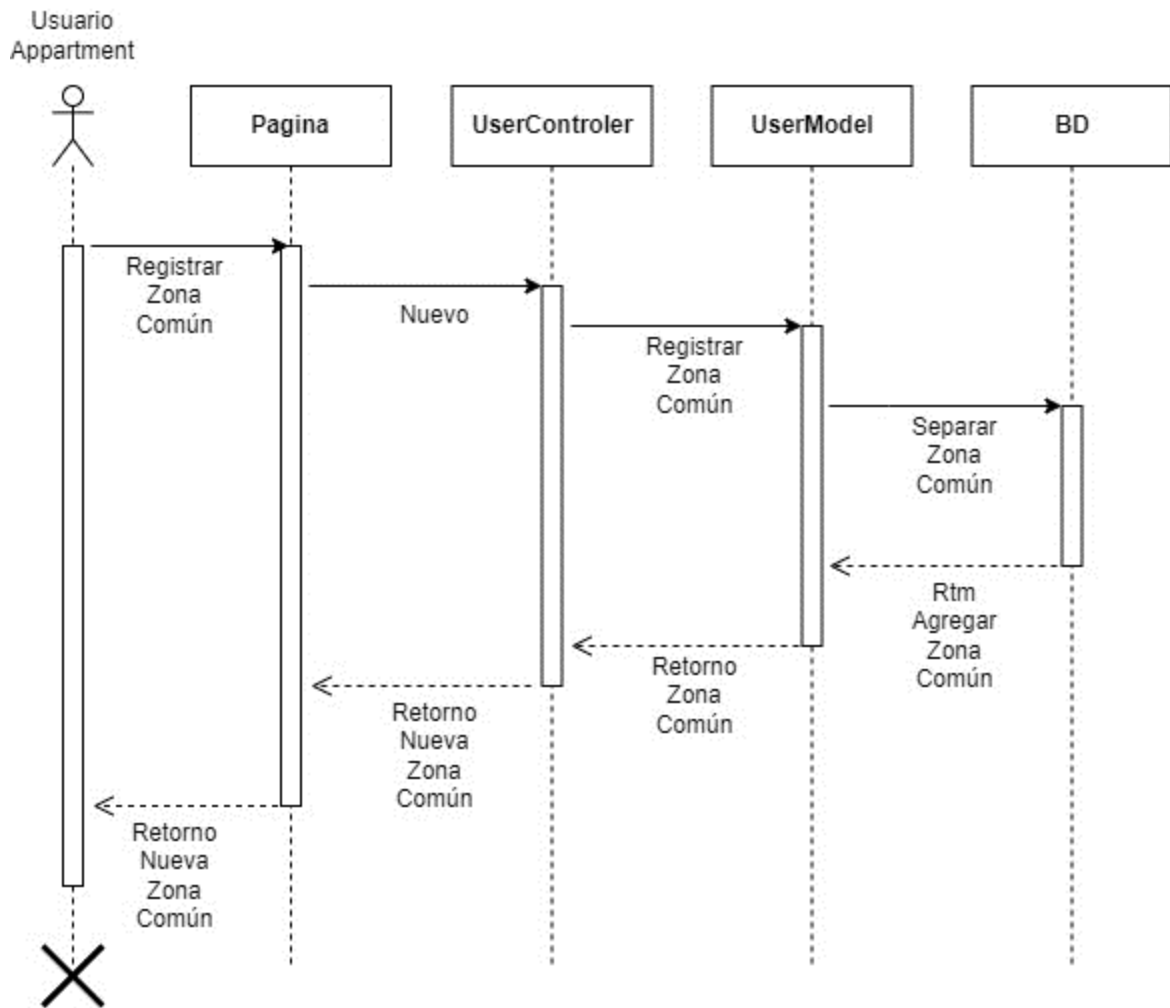 Usuario
Appartment
Pagina
UserControler
UserModel
BD
Registrar
Zona
Común
Nuevo
Registrar
Zona
Común
Separar
Zona
Común
Rtm
Agregar
Zona
Común
Retorno
Zona
Común
Retorno
Nueva
Zona
Común
Retorno
Nueva
Zona
Común